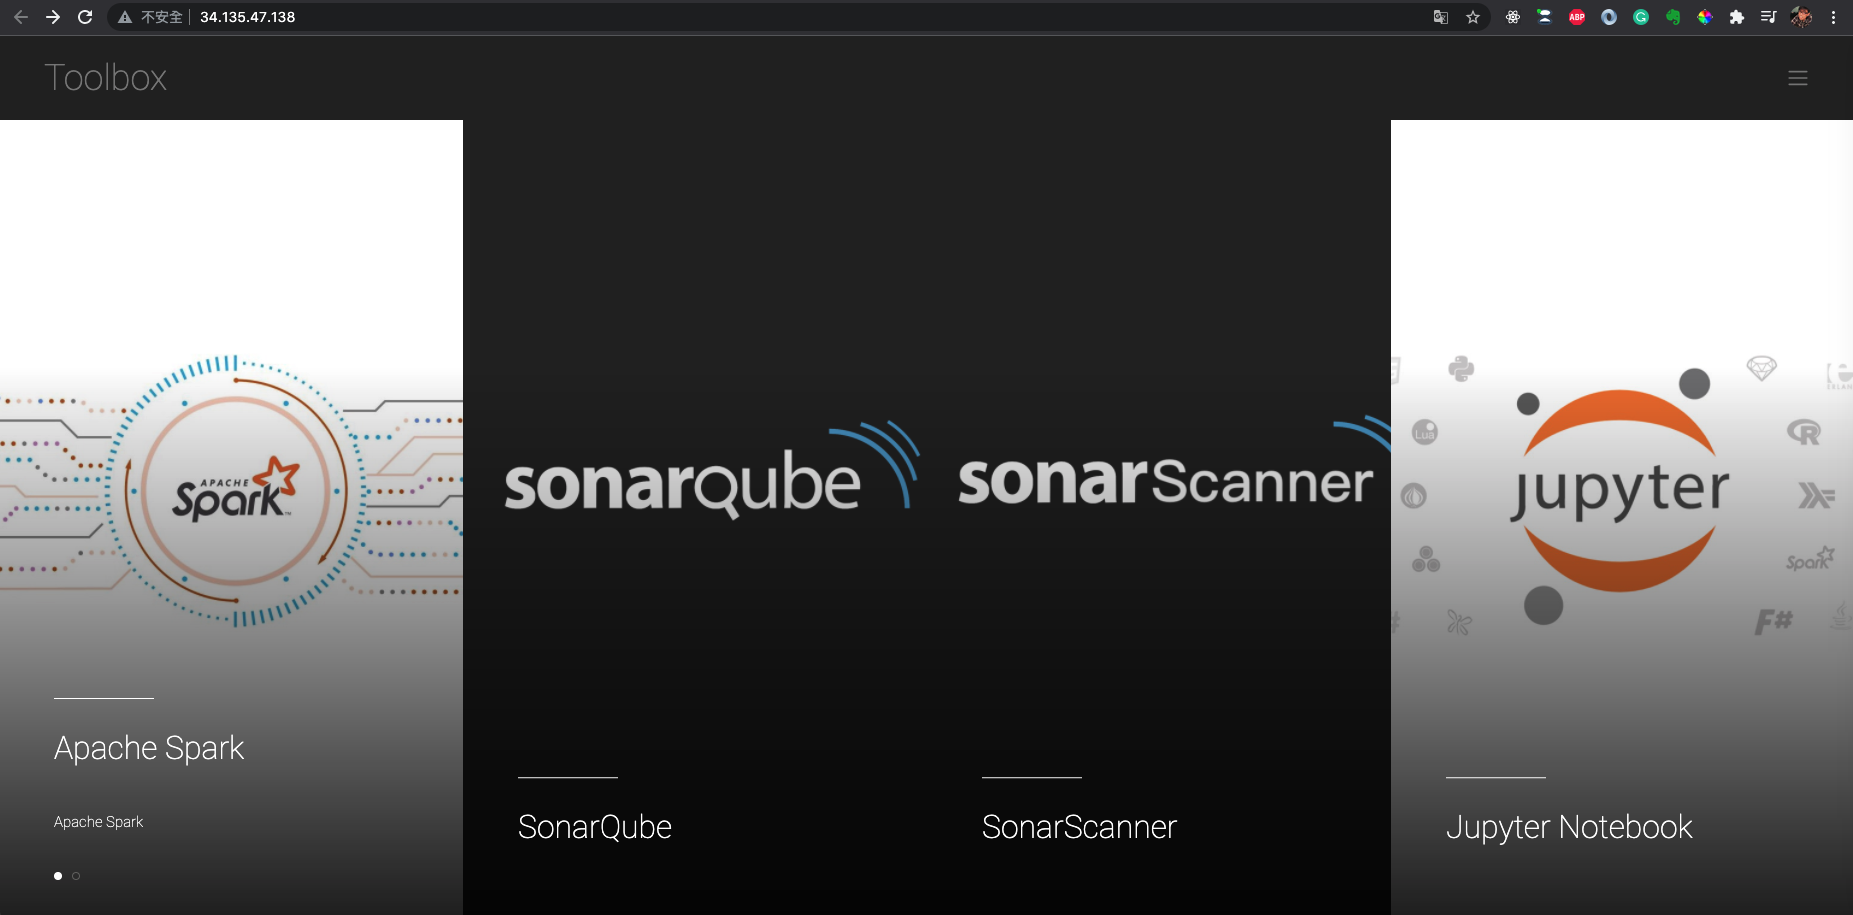 不安全 34.135.47.138
ABP
G
Toolbox
APACHE
Spark™
sonarqube
sonarScanner
Lua
R
jupyter
Spark
F#
Apache Spark
Apache Spark
SonarQube
SonarScanner
Jupyter Notebook